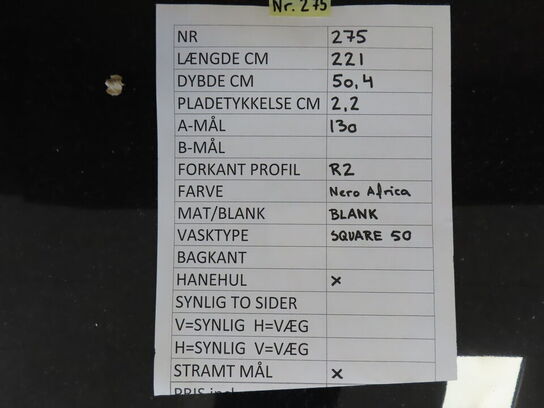 Nr. 275
NR 275
LÆNGDE CM 221
DYBDE CM 50,4
PLADETYKKELSE CM 2,2
A-MÅL 130
B-MÅL
FORKANT PROFIL R2
FARVE Nero Africa
MAT/BLANK BLANK
VASKTYPE SQUARE 50
BAGKANT
HANEHUL x
SYNLIG TO SIDER
V=SYNLIG H=VÆG
H=SYNLIG V=VÆG
STRAMT MÅL x
PRIS incl